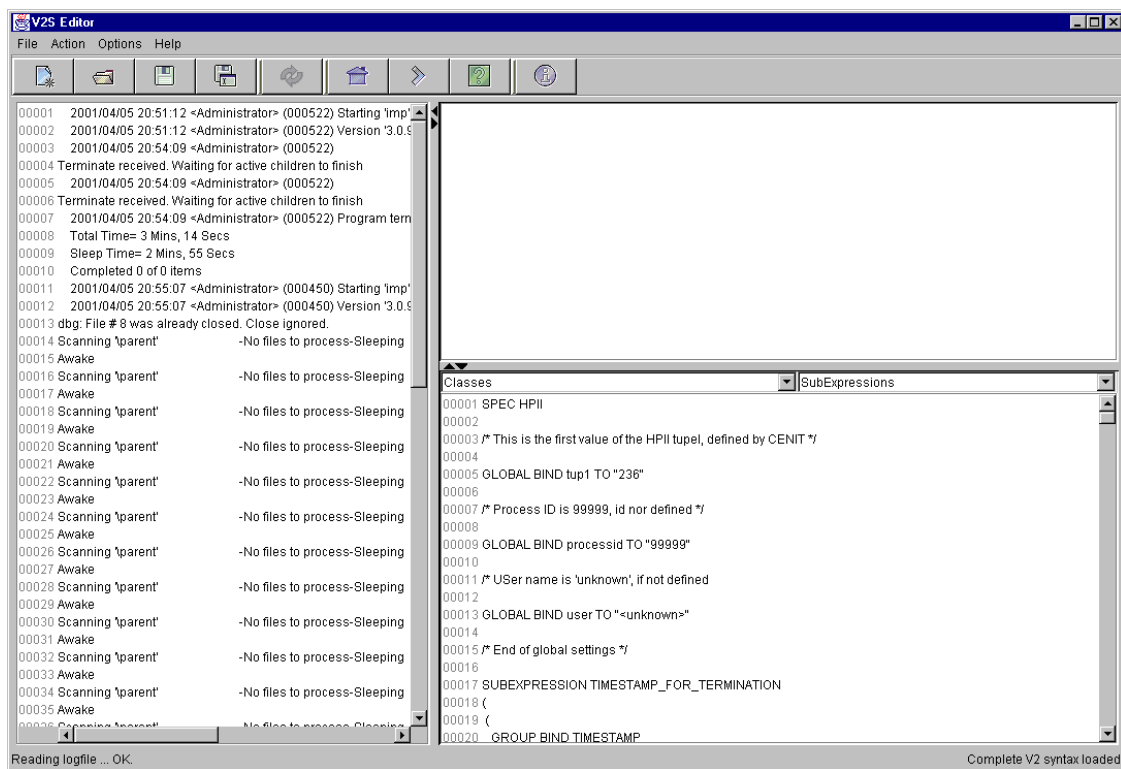 V2S Editor
File Action Options Help
00001 2001/04/05 20:51:12 <Administrator> (000522) Starting 'imp'
00002 2001/04/05 20:51:12 <Administrator> (000522) Version '3.0.9
00003 2001/04/05 20:54:09 <Administrator> (000522)
00004 Terminate received. Waiting for active children to finish
00005 2001/04/05 20:54:09 <Administrator> (000522)
00006 Terminate received. Waiting for active children to finish
00007 2001/04/05 20:54:09 <Administrator> (000522) Program tern
00008 Total Time= 3 Mins, 14 Secs
00009 Sleep Time= 2 Mins, 55 Secs
00010 Completed 0 of 0 items
00011 2001/04/05 20:55:07 <Administrator> (000450) Starting 'imp'
00012 2001/04/05 20:55:07 <Administrator> (000450) Version '3.0.9
00013 dbg: File # 8 was already closed. Close ignored.
00014 Scanning '\parent' -No files to process-Sleeping
00015 Awake
00016 Scanning '\parent' -No files to process-Sleeping
00017 Awake
00018 Scanning '\parent' -No files to process-Sleeping
00019 Awake
00020 Scanning '\parent' -No files to process-Sleeping
00021 Awake
00022 Scanning '\parent' -No files to process-Sleeping
00023 Awake
00024 Scanning '\parent' -No files to process-Sleeping
00025 Awake
00026 Scanning '\parent' -No files to process-Sleeping
00027 Awake
00028 Scanning '\parent' -No files to process-Sleeping
00029 Awake
00030 Scanning '\parent' -No files to process-Sleeping
00031 Awake
00032 Scanning '\parent' -No files to process-Sleeping
00033 Awake
00034 Scanning '\parent' -No files to process-Sleeping
00035 Awake
00036 Scanning '\parent' -No files to process-Sleeping
Classes SubExpressions
00001 SPEC HPII
00002
00003 /* This is the first value of the HPII tupel, defined by CENIT */
00004
00005 GLOBAL BIND tup1 TO "236"
00006
00007 /* Process ID is 99999, id nor defined */
00008
00009 GLOBAL BIND processid TO "99999"
00010
00011 /* USer name is 'unknown', if not defined
00012
00013 GLOBAL BIND user TO "<unknown>"
00014
00015 /* End of global settings */
00016
00017 SUBEXPRESSION TIMESTAMP_FOR_TERMINATION
00018 (
00019 (
00020 GROUP BIND TIMESTAMP
Reading logfile ... OK.
Complete V2 syntax loaded